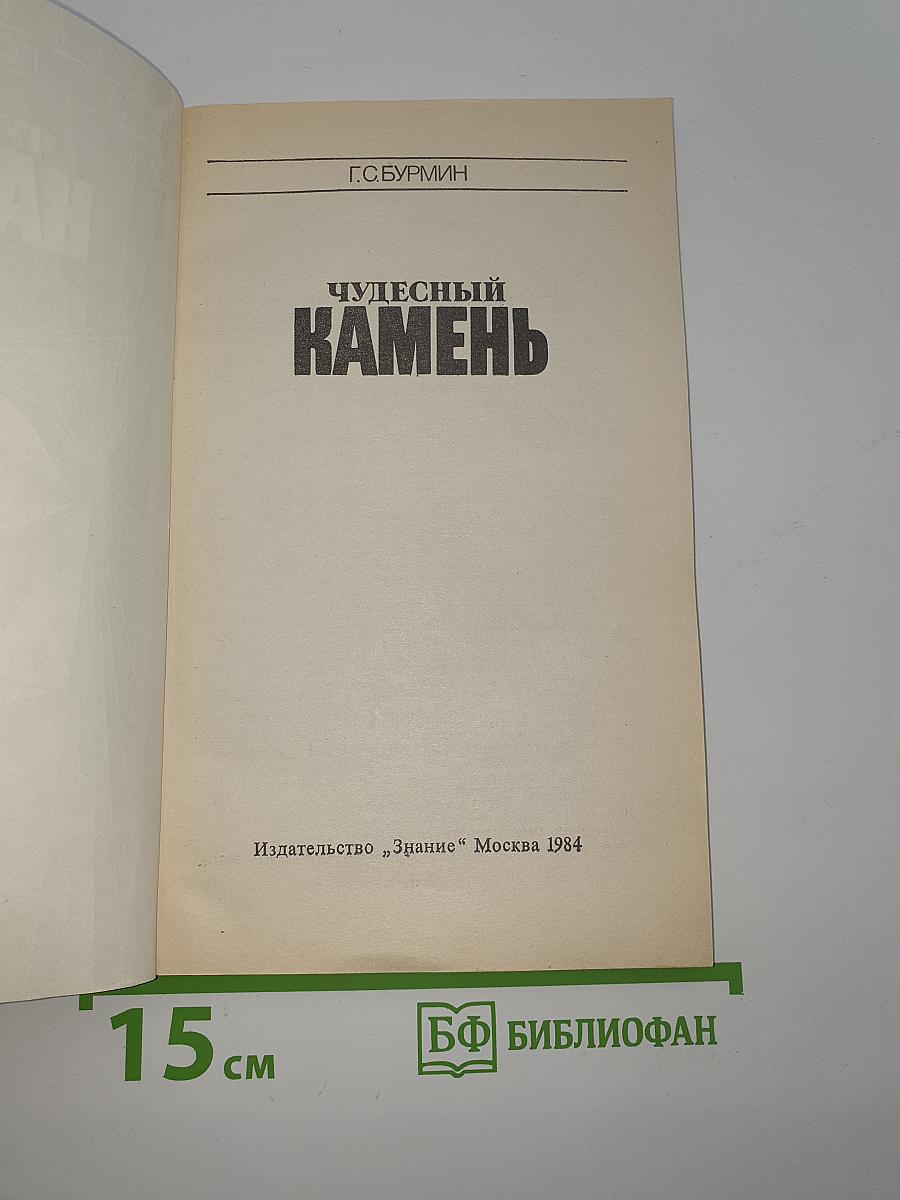 Г.С.БУРМИН
ЧУДЕСНЫЙ
КАМЕНЬ
Издательство „Знание“ Москва 1984
15 см
БФ БИБЛИОФАН